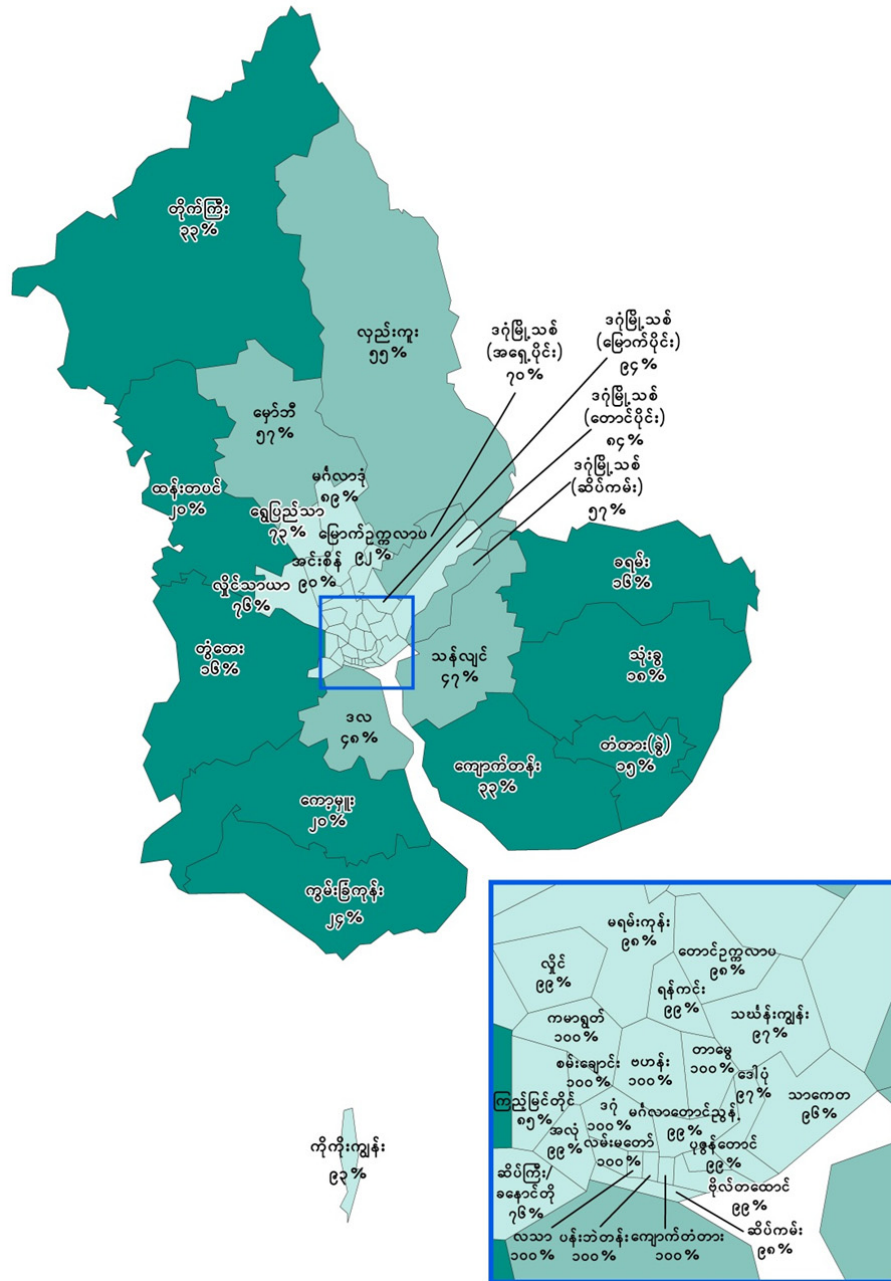 တိုက်ကြီး
၃၃%
လှည်းကူး
၅၅%
ဒဂုံမြို့သစ်
(အရှေ့ပိုင်း)
၇၀%
ဒဂုံမြို့သစ်
(မြောက်ပိုင်း)
၉၄%
ဒဂုံမြို့သစ်
(တောင်ပိုင်း)
၈၄%
ဒဂုံမြို့သစ်
(ဆိပ်ကမ်း)
၅၇%
မှော်ဘီ
၅၇%
မင်္ဂလာဒုံ
၈၉%
ထန်းတပင်
၂၀%
ရွှေပြည်သာ
၇၃%
မြောက်ဥက္ကလာပ
၉၂%
အင်းစိန်
၉၀%
လှိုင်သာယာ
၇၆%
ခရမ်း
၁၆%
တွံတေး
၁၆%
သန်လျင်
၄၇%
သုံးခွ
၁၈%
ဒလ
၄၈%
ကျောက်တန်း
၃၃%
တံတား(ခွဲ)
၁၅%
ကော့မှူး
၂၀%
ကွမ်းခြံကုန်း
၂၄%
ကိုကိုးကျွန်း
၉၃%
မရမ်းကုန်း
၉၈%
လှိုင်
၉၉%
တောင်ဥက္ကလာပ
၉၈%
ရန်ကင်း
၉၉%
ကမာရွတ်
၁၀၀%
သင်္ဃန်းကျွန်း
၉၇%
စမ်းချောင်း
၁၀၀%
ဗဟန်း
၁၀၀%
တာမွေ
၁၀၀%
ဒေါပုံ
၉၇%
သာကေတ
၉၆%
ကြည့်မြင်တိုင်
၈၅%
ဒဂုံ
၁၀၀%
မင်္ဂလာတောင်ညွန့်
၉၉%
အလုံ
၉၉%
လမ်းမတော်
၁၀၀%
ပုဇွန်တောင်
၉၉%
ဆိပ်ကြီး/
ခနောင်တို
၇၆%
ဗိုလ်တထောင်
၉၉%
လသာ
၁၀၀%
ပန်းဘဲတန်း
၁၀၀%
ကျောက်တံတား
၁၀၀%
ဆိပ်ကမ်း
၉၈%